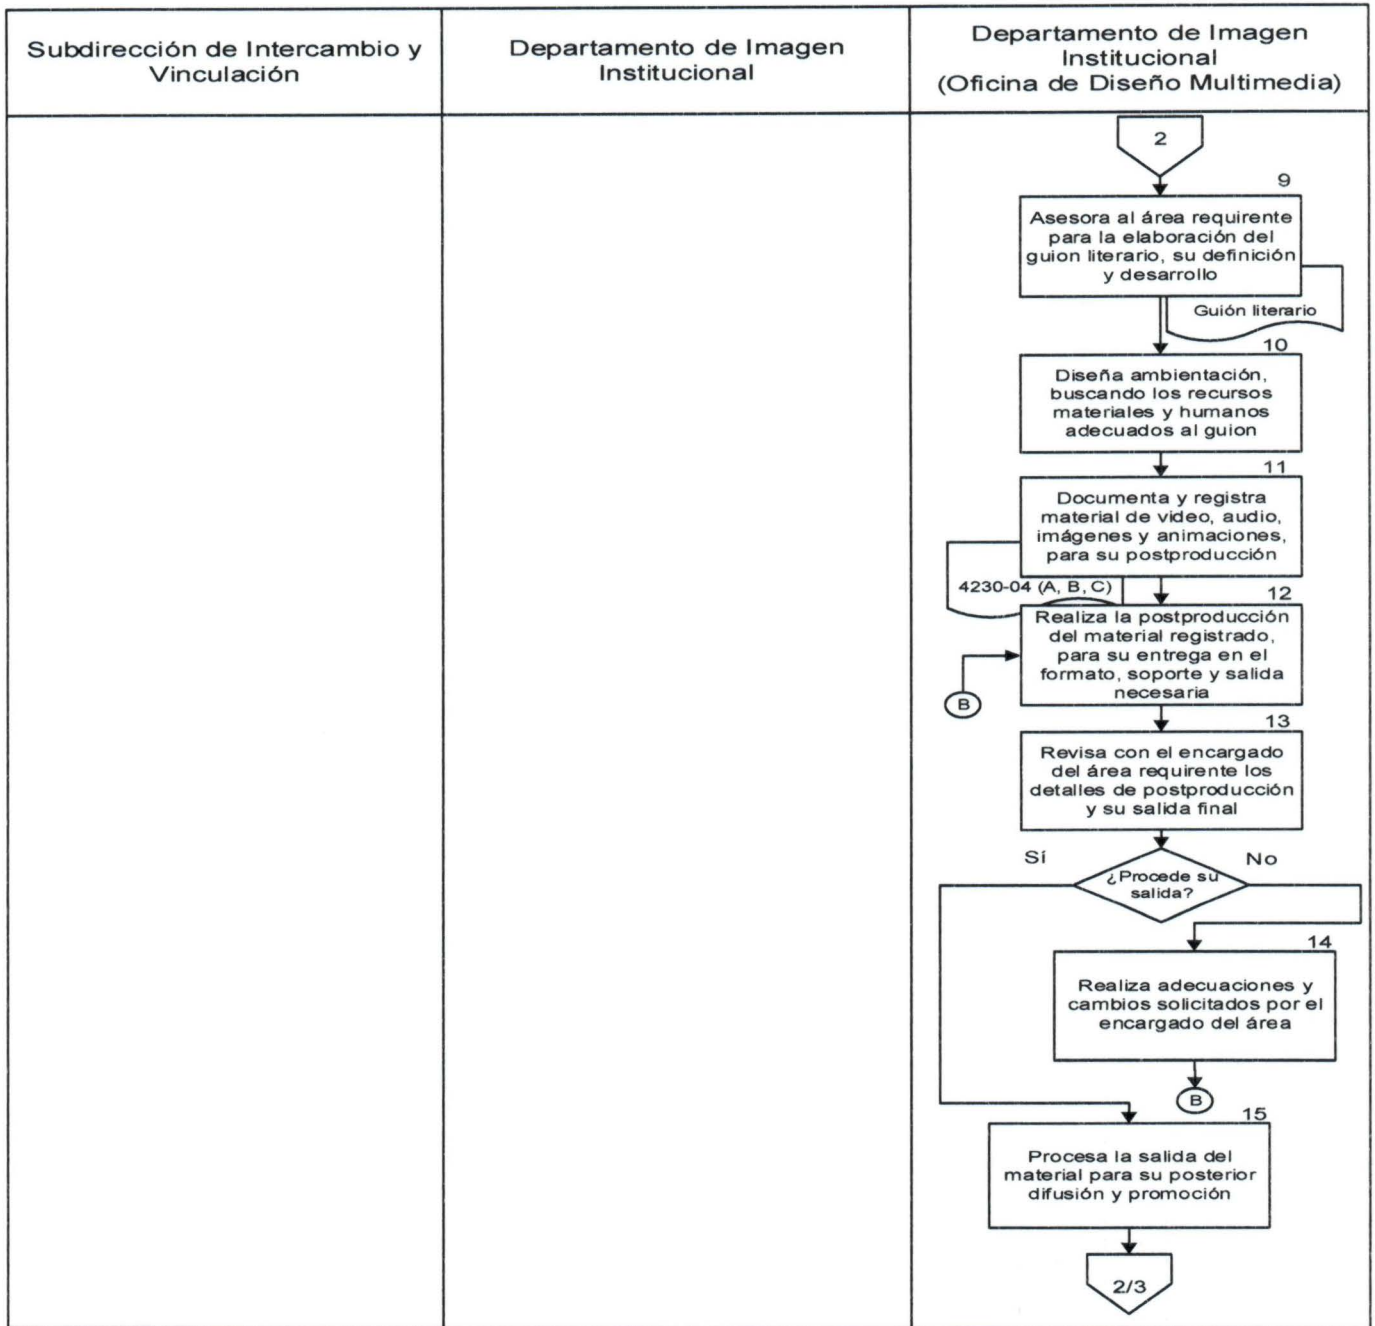 Subdirección de Intercambio y
Vinculación
Departamento de Imagen
Institucional
Departamento de Imagen
Institucional
(Oficina de Diseño Multimedia)
2
9
Asesora al área requirente
para la elaboración del
guion literario, su definición
y desarrollo
Guión literario
10
Diseña ambientación,
buscando los recursos
materiales y humanos
adecuados al guion
11
Documenta y registra
material de video, audio,
imágenes y animaciones,
para su postproducción
4230-04 (A, B, C)
12
Realiza la postproducción
del material registrado,
para su entrega en el
formato, soporte y salida
necesaria
B
13
Revisa con el encargado
del área requirente los
detalles de postproducción
y su salida final
Sí
No
¿Procede su
salida?
14
Realiza adecuaciones y
cambios solicitados por el
encargado del área
B
15
Procesa la salida del
material para su posterior
difusión y promoción
2/3